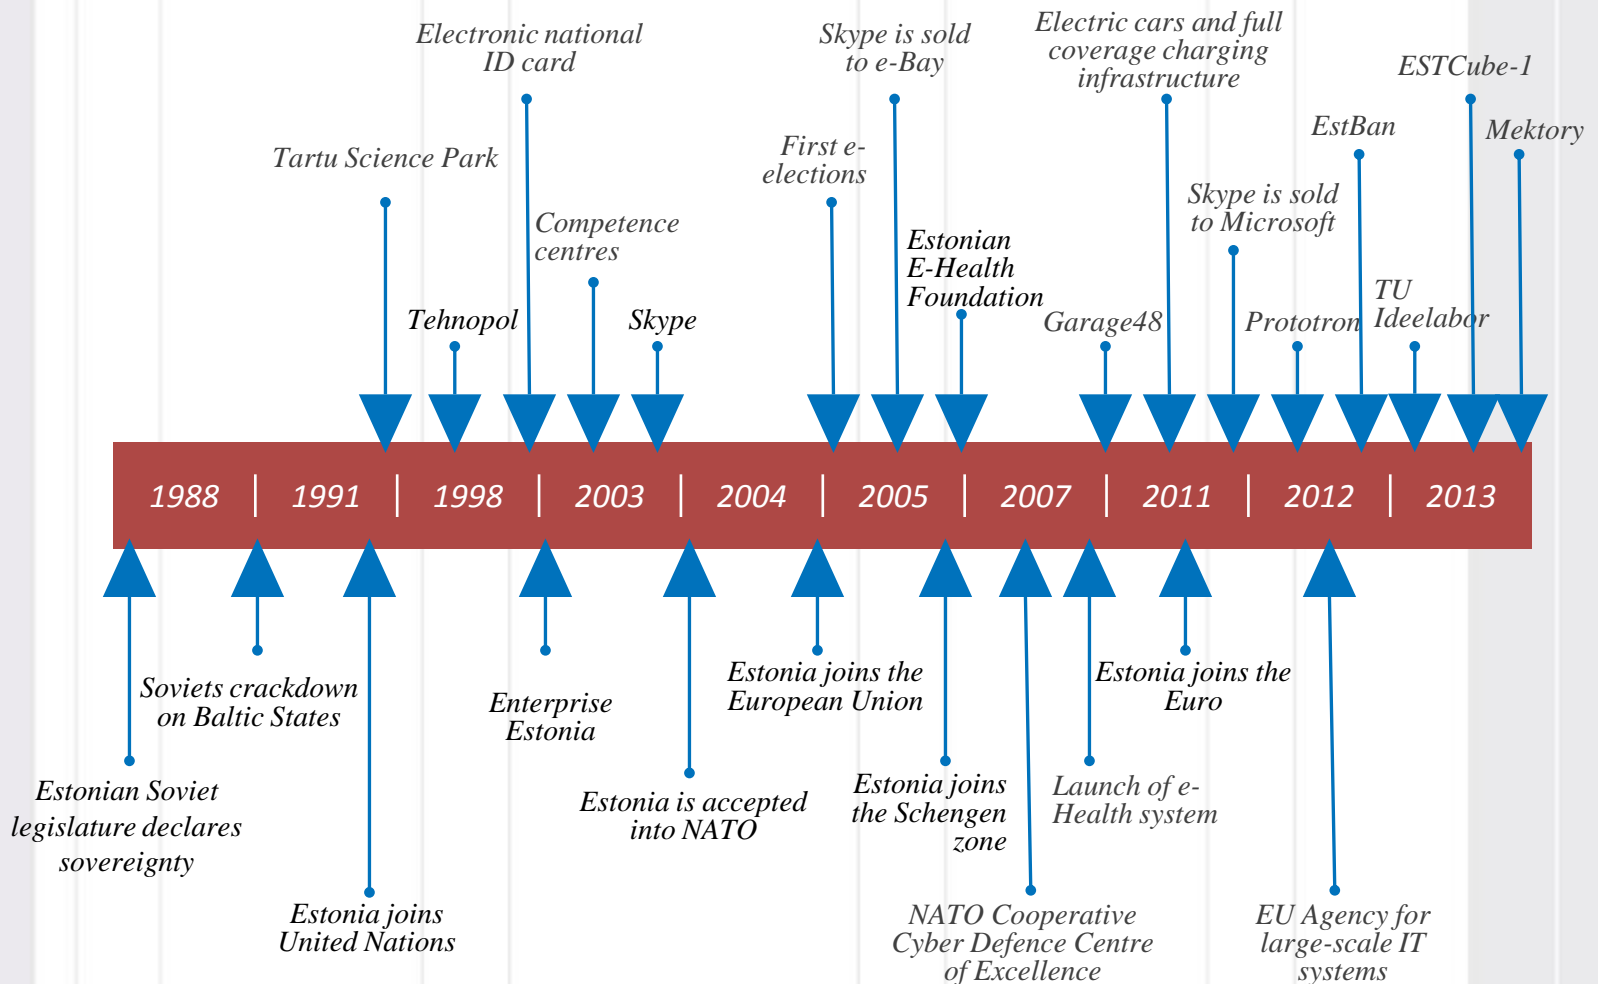 Electronic national
ID card
Skype is sold
to e-Bay
Electric cars and full
coverage charging
infrastructure
ESTCube-1
EstBan
Mektory
Tartu Science Park
First e-
elections
Skype is sold
to Microsoft
Competence
centres
Estonian
E-Health
Foundation
TU
Ideelabor
Tehnopol
Skype
Garage48
Prototron
1988 | 1991 | 1998 | 2003 | 2004 | 2005 | 2007 | 2011 | 2012 | 2013
Soviets crackdown
on Baltic States
Enterprise
Estonia
Estonia joins the
European Union
Estonia joins the
Euro
Estonian Soviet
legislature declares
sovereignty
Estonia is accepted
into NATO
Estonia joins
the Schengen
zone
Launch of e-
Health system
Estonia joins
United Nations
NATO Cooperative
Cyber Defence Centre
of Excellence
EU Agency for
large-scale IT
systems